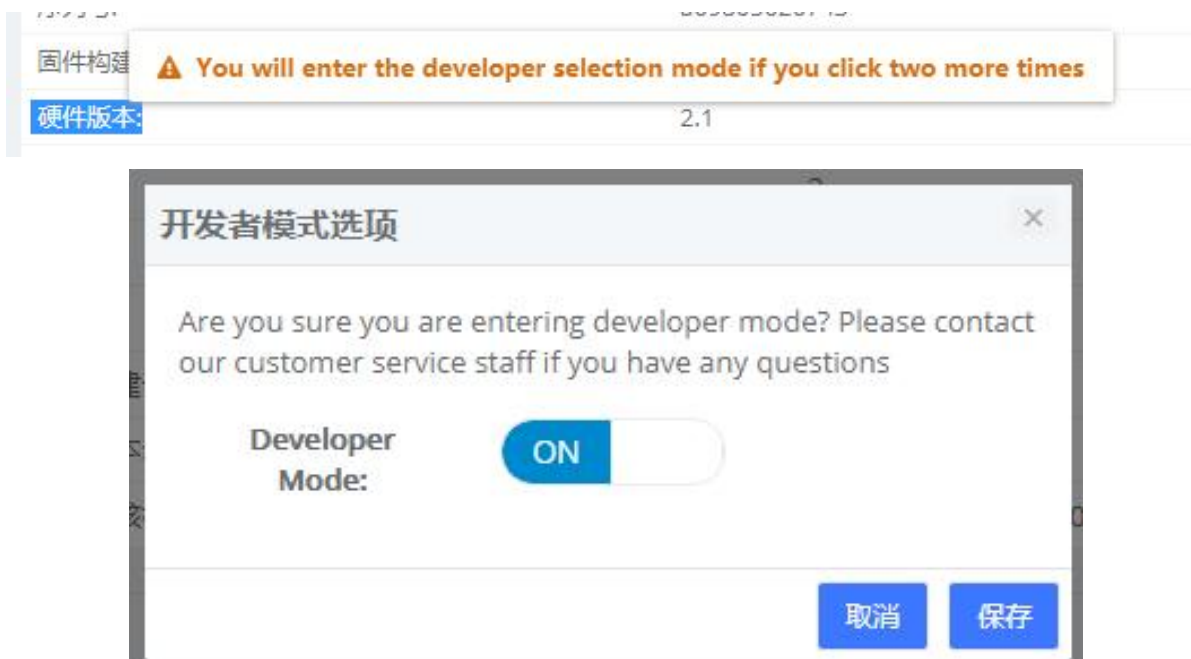 固件构建
You will enter the developer selection mode if you click two more times
硬件版本:
2.1
开发者模式选项
Are you sure you are entering developer mode? Please contact
our customer service staff if you have any questions
Developer
Mode:
ON
取消
保存